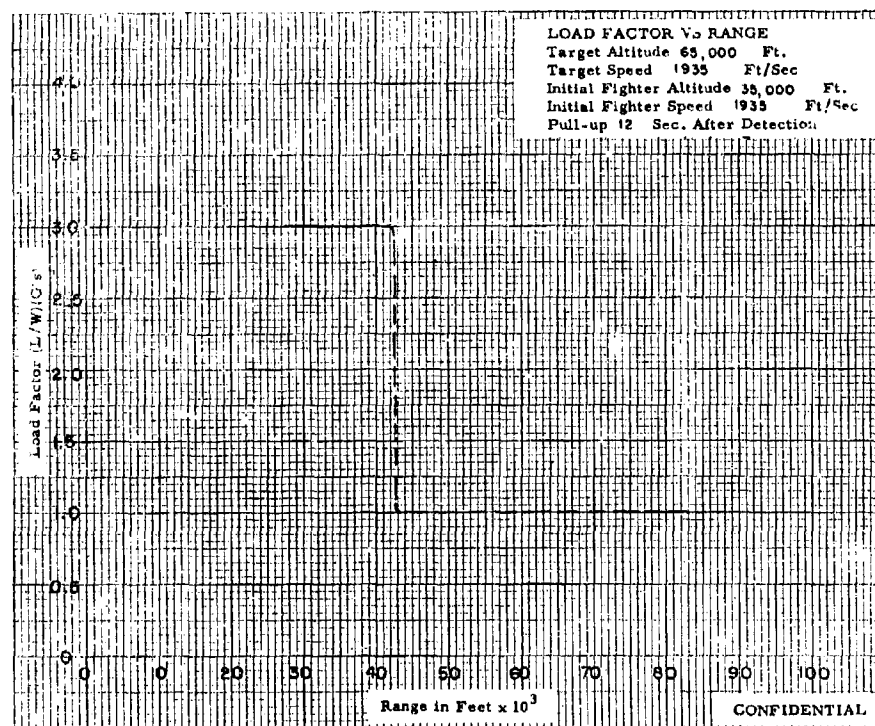 LOAD FACTOR Vs RANGE
Target Altitude 65,000 Ft.
Target Speed 1935 Ft/Sec
Initial Fighter Altitude 35,000 Ft.
Initial Fighter Speed 1935 Ft/Sec
Pull-up 12 Sec. After Detection
4.0
3.5
3.0
2.5
2.0
1.5
1.0
0.5
0
Load Factor (L/W)(G's)
0 10 20 30 40 50 60 70 80 90 100
Range in Feet x 10³
CONFIDENTIAL